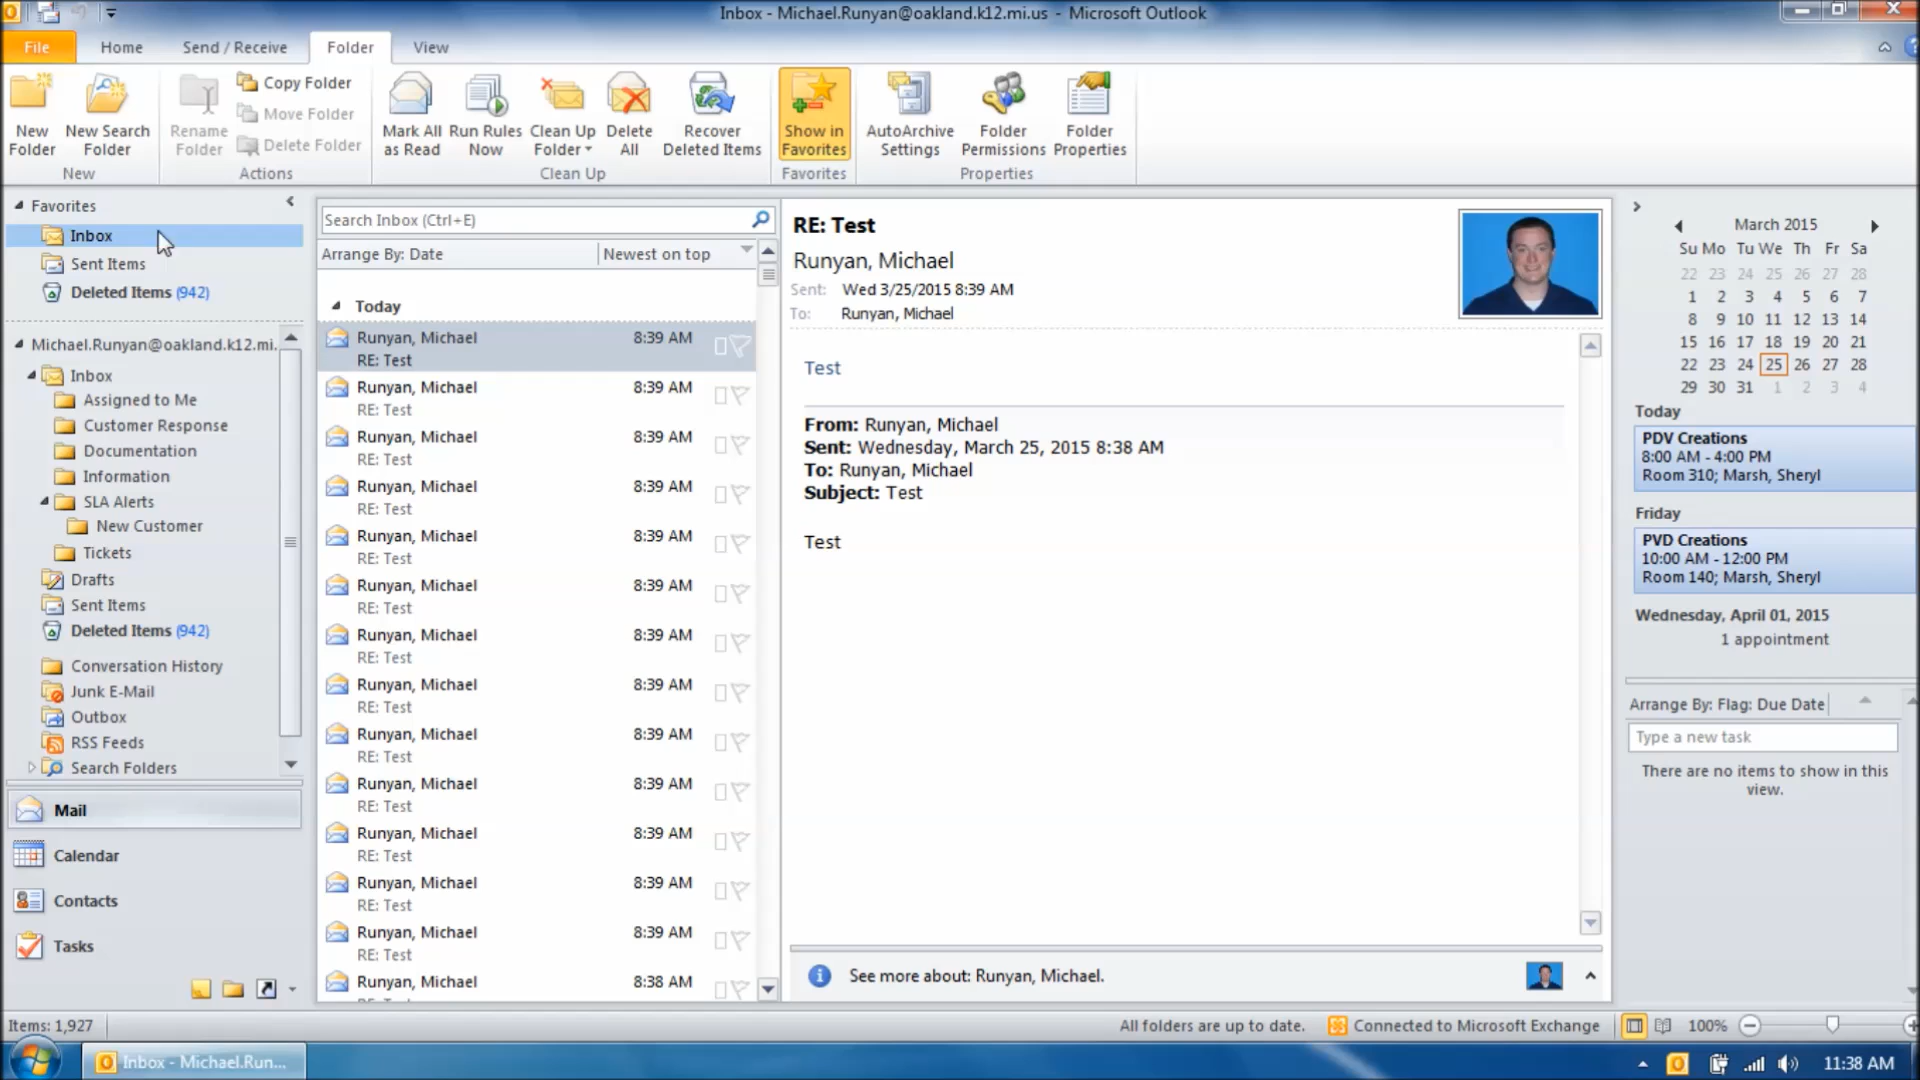 Inbox - Michael.Runyan@oakland.k12.mi.us - Microsoft Outlook
File
Home
Send / Receive
Folder
View
New Folder
New Search Folder
New
Rename Folder
Copy Folder
Move Folder
Delete Folder
Actions
Mark All as Read
Run Rules Now
Clean Up Folder
Delete All
Recover Deleted Items
Clean Up
Show in Favorites
Favorites
AutoArchive Settings
Folder Permissions
Folder Properties
Properties
Favorites
Inbox
Sent Items
Deleted Items (942)
Michael.Runyan@oakland.k12.mi.
Inbox
Assigned to Me
Customer Response
Documentation
Information
SLA Alerts
New Customer
Tickets
Drafts
Sent Items
Deleted Items (942)
Conversation History
Junk E-Mail
Outbox
RSS Feeds
Search Folders
Mail
Calendar
Contacts
Tasks
Search Inbox (Ctrl+E)
Arrange By: Date
Newest on top
Today
Runyan, Michael 8:39 AM
RE: Test
Runyan, Michael 8:39 AM
RE: Test
Runyan, Michael 8:39 AM
RE: Test
Runyan, Michael 8:39 AM
RE: Test
Runyan, Michael 8:39 AM
RE: Test
Runyan, Michael 8:39 AM
RE: Test
Runyan, Michael 8:39 AM
RE: Test
Runyan, Michael 8:39 AM
RE: Test
Runyan, Michael 8:39 AM
RE: Test
Runyan, Michael 8:39 AM
RE: Test
Runyan, Michael 8:39 AM
RE: Test
Runyan, Michael 8:39 AM
RE: Test
Runyan, Michael 8:39 AM
RE: Test
Runyan, Michael 8:38 AM
RE: Test
Runyan, Michael
Sent: Wed 3/25/2015 8:39 AM
To: Runyan, Michael
Test
From: Runyan, Michael
Sent: Wednesday, March 25, 2015 8:38 AM
To: Runyan, Michael
Subject: Test
Test
See more about: Runyan, Michael.
March 2015
Su Mo Tu We Th Fr Sa
22 23 24 25 26 27 28
1 2 3 4 5 6 7
8 9 10 11 12 13 14
15 16 17 18 19 20 21
22 23 24 25 26 27 28
29 30 31 1 2 3 4
Today
PDV Creations
8:00 AM - 4:00 PM
Room 310; Marsh, Sheryl
Friday
PVD Creations
10:00 AM - 12:00 PM
Room 140; Marsh, Sheryl
Wednesday, April 01, 2015
1 appointment
Arrange By: Flag: Due Date
Type a new task
There are no items to show in this
view.
Items: 1,927
All folders are up to date.
Connected to Microsoft Exchange
100%
Inbox - Michael.Run...
11:38 AM